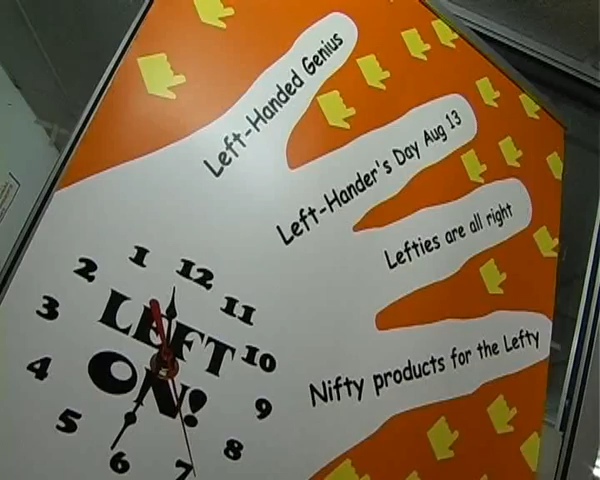 Left-Handed Genius
Left-Hander's Day Aug 13
Lefties are all right
Nifty products for the Lefty
LEFT
ON!
12
1
2
3
4
5
6
7
8
9
10
11